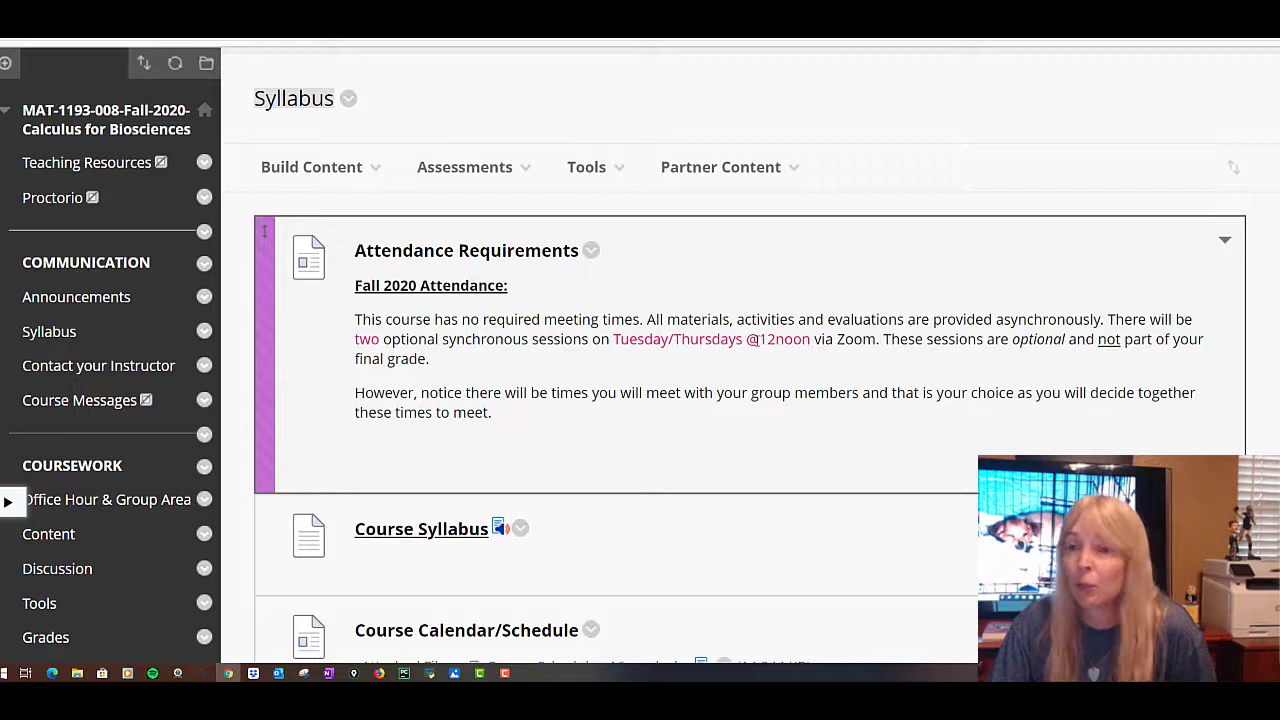 MAT-1193-008-Fall-2020-
Calculus for Biosciences
Teaching Resources
Proctorio
COMMUNICATION
Announcements
Syllabus
Contact your Instructor
Course Messages
COURSEWORK
Office Hour & Group Area
Content
Discussion
Tools
Grades
Syllabus
Build Content
Assessments
Tools
Partner Content
Attendance Requirements
Fall 2020 Attendance:
This course has no required meeting times. All materials, activities and evaluations are provided asynchronously. There will be
two optional synchronous sessions on Tuesday/Thursdays @12noon via Zoom. These sessions are optional and not part of your
final grade.
However, notice there will be times you will meet with your group members and that is your choice as you will decide together
these times to meet.
Course Syllabus
Course Calendar/Schedule